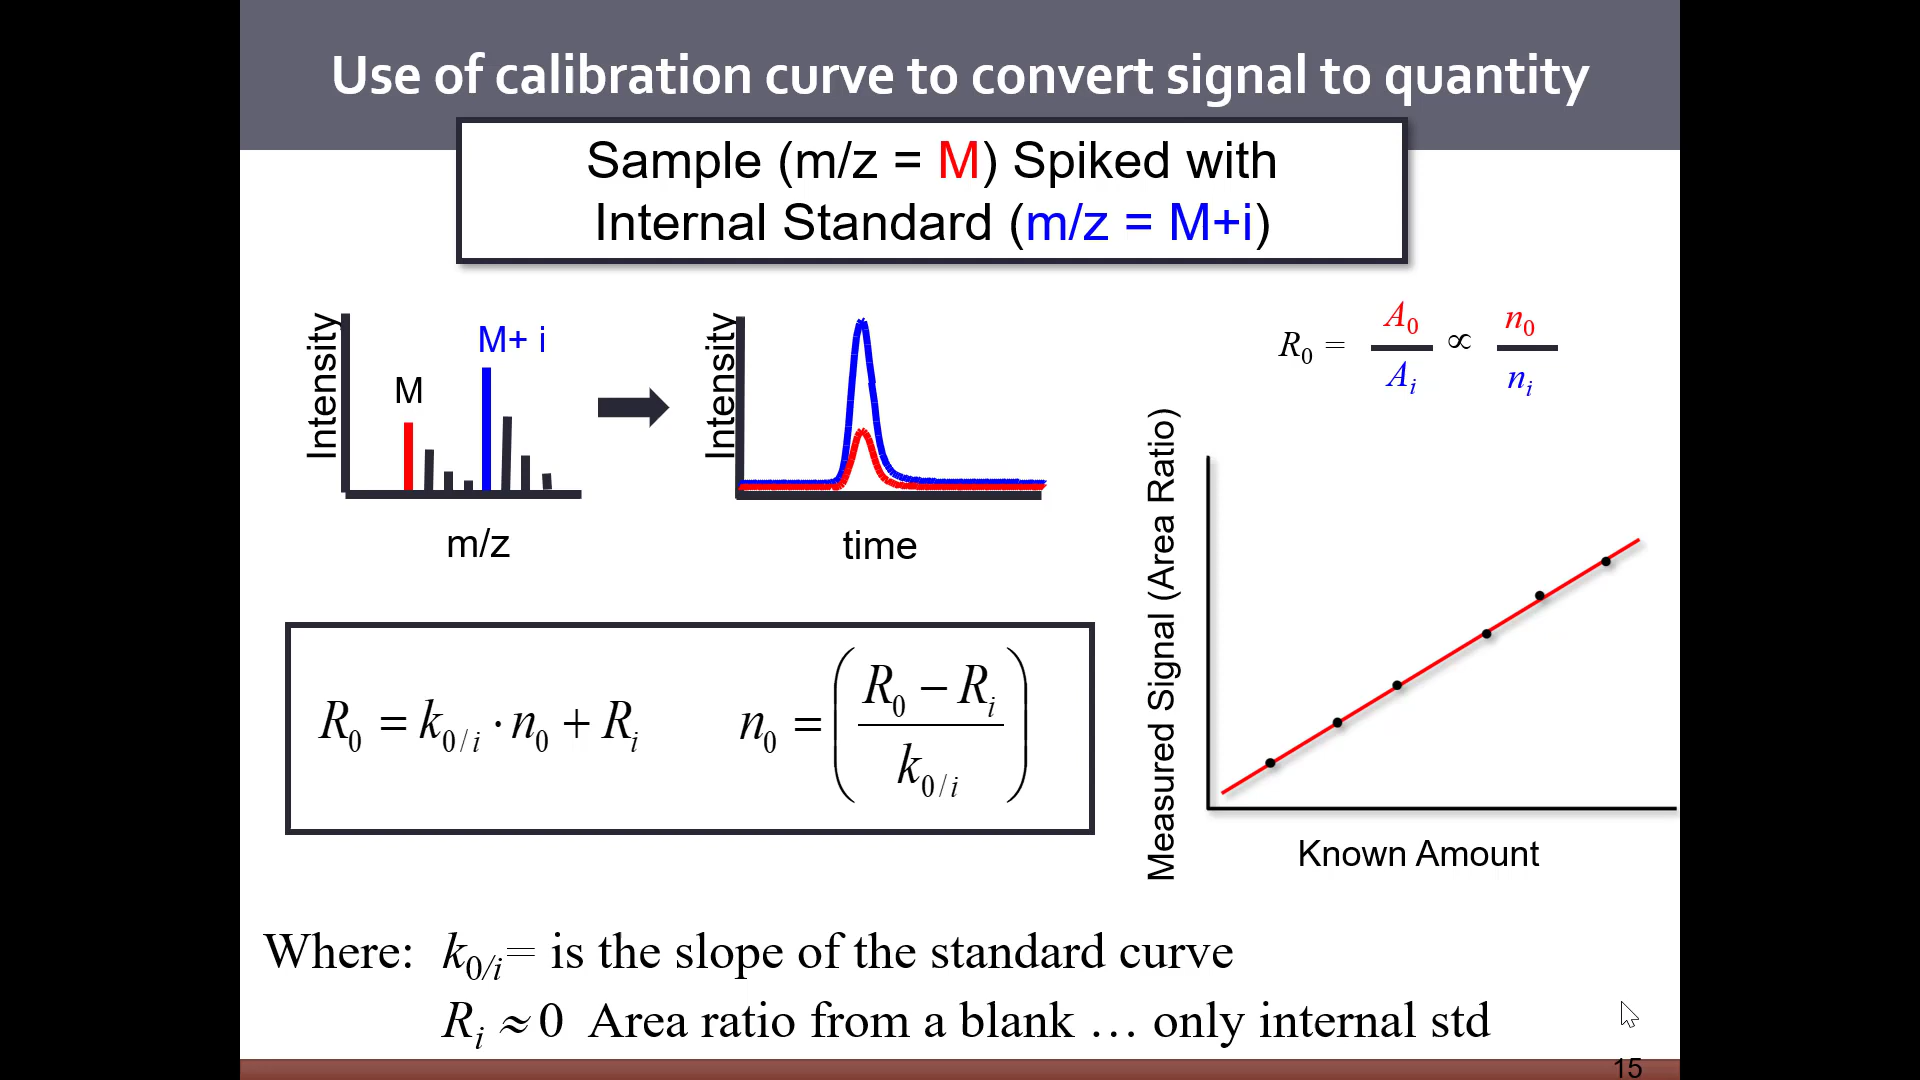 Use of calibration curve to convert signal to quantity
Sample (m/z = M) Spiked with
Internal Standard (m/z = M+i)
Intensity
M
M+ i
m/z
Intensity
time
R₀ = A₀ / Aᵢ ∝ n₀ / nᵢ
Measured Signal (Area Ratio)
Known Amount
R₀ = k₀/ᵢ · n₀ + Rᵢ
n₀ = ( (R₀ − Rᵢ) / k₀/ᵢ )
Where: k₀/ᵢ= is the slope of the standard curve
Rᵢ ≈ 0 Area ratio from a blank … only internal std
15